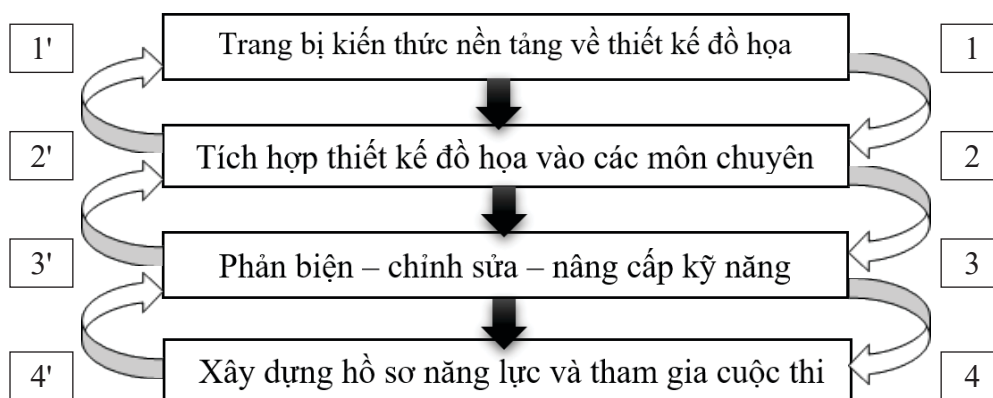 1' Trang bị kiến thức nền tảng về thiết kế đồ họa 1
2' Tích hợp thiết kế đồ họa vào các môn chuyên 2
3' Phản biện – chỉnh sửa – nâng cấp kỹ năng 3
4' Xây dựng hồ sơ năng lực và tham gia cuộc thi 4